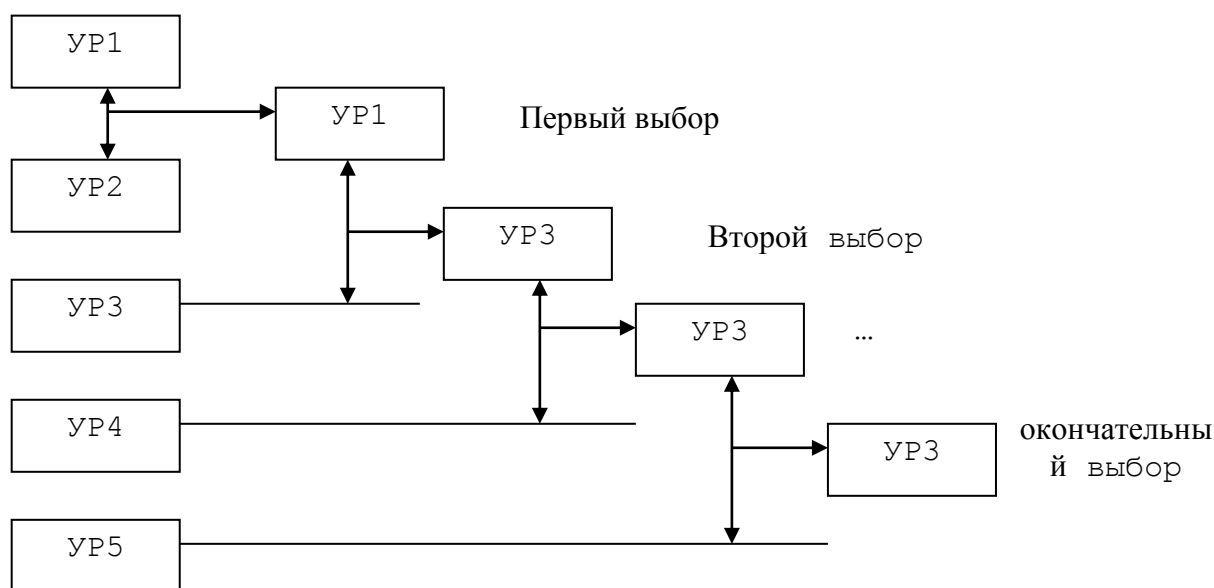 УР1
УР1
Первый выбор
УР2
УР3
Второй выбор
УР3
УР3
...
УР4
УР3
окончательны
й выбор
УР5